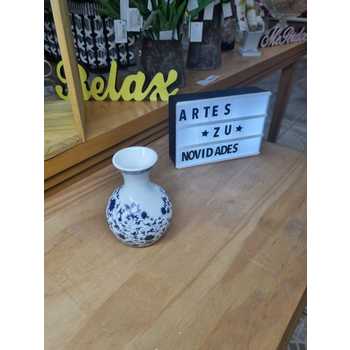 Relax
ARTES
★ ZU ★
NOVIDADES